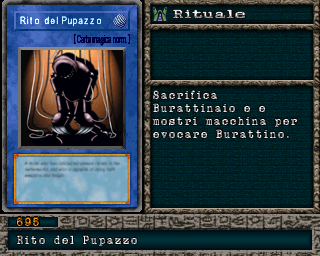 Rito del Pupazzo
[Carta magica norm.]
Rituale
Sacrifica
Burattinaio e e
mostri macchina per
evocare Burattino.
695
Rito del Pupazzo